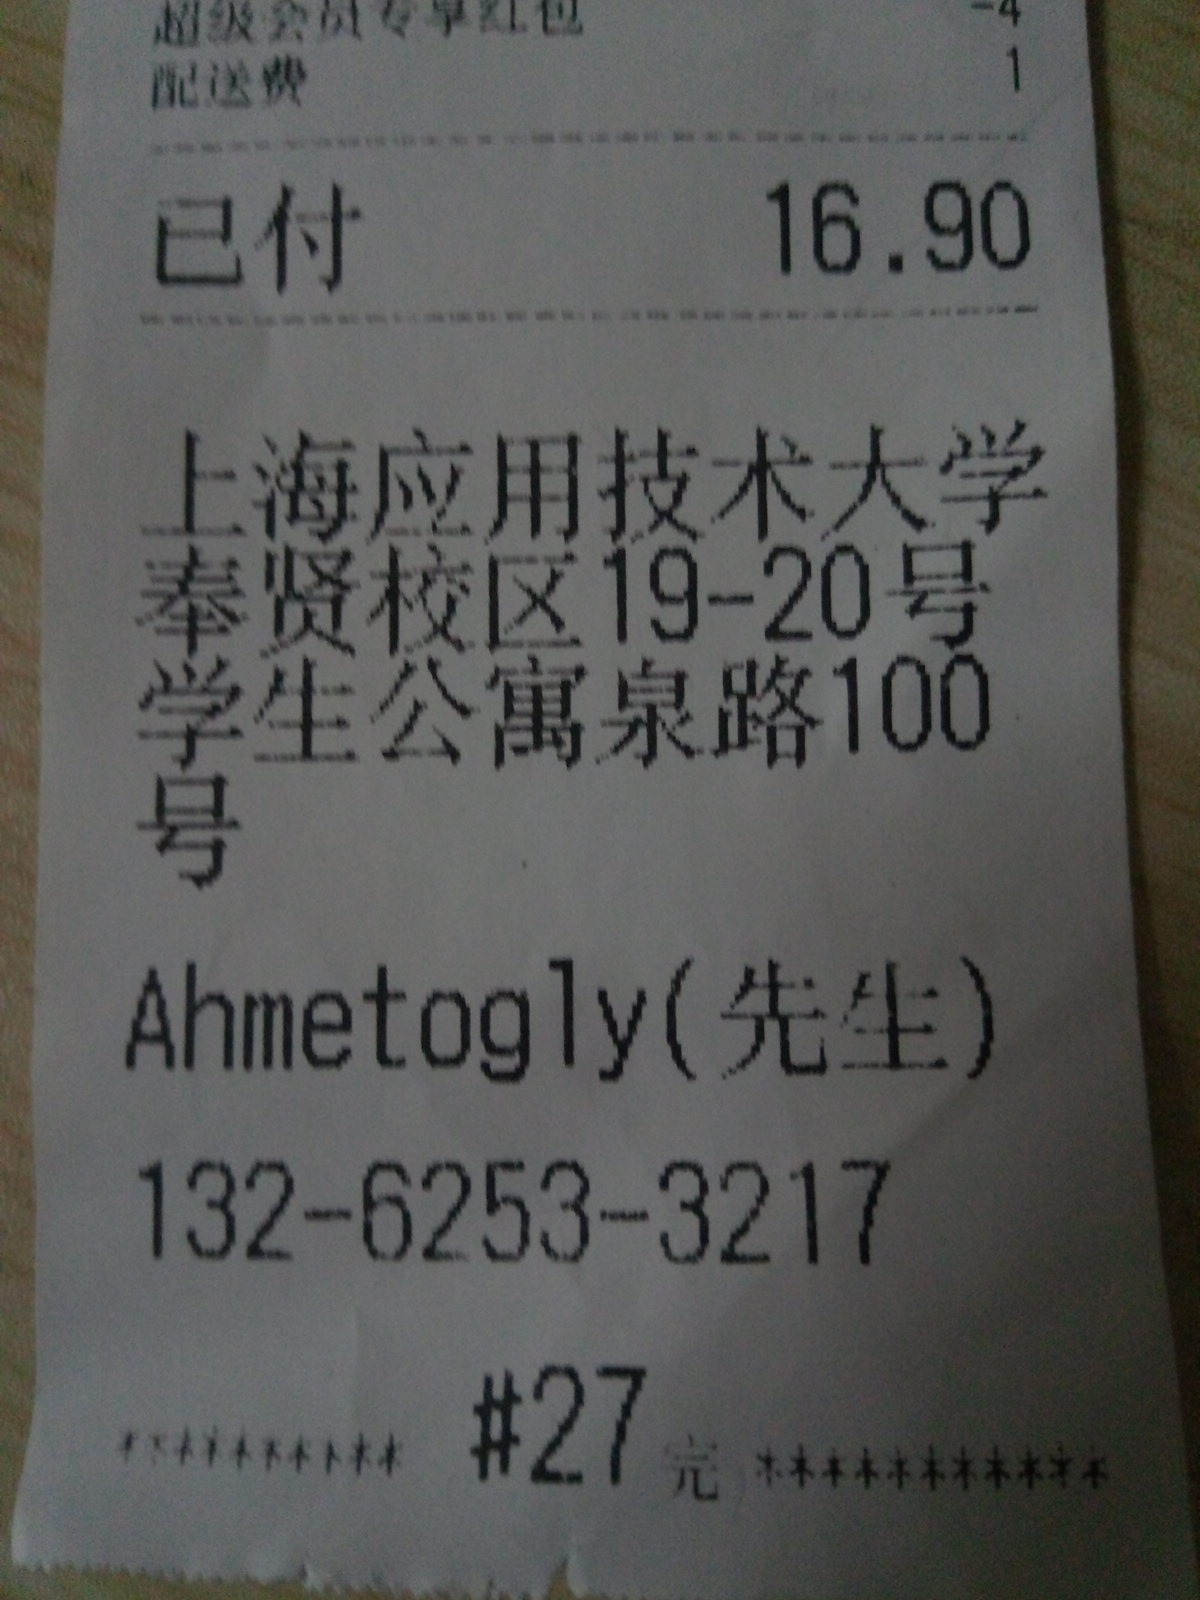 超级会员专享红包 -4
配送费 1
已付 16.90
上海应用技术大学
奉贤校区19-20号
学生公寓泉路100
号
Ahmetogly(先生)
132-6253-3217
********** #27 完 ***********